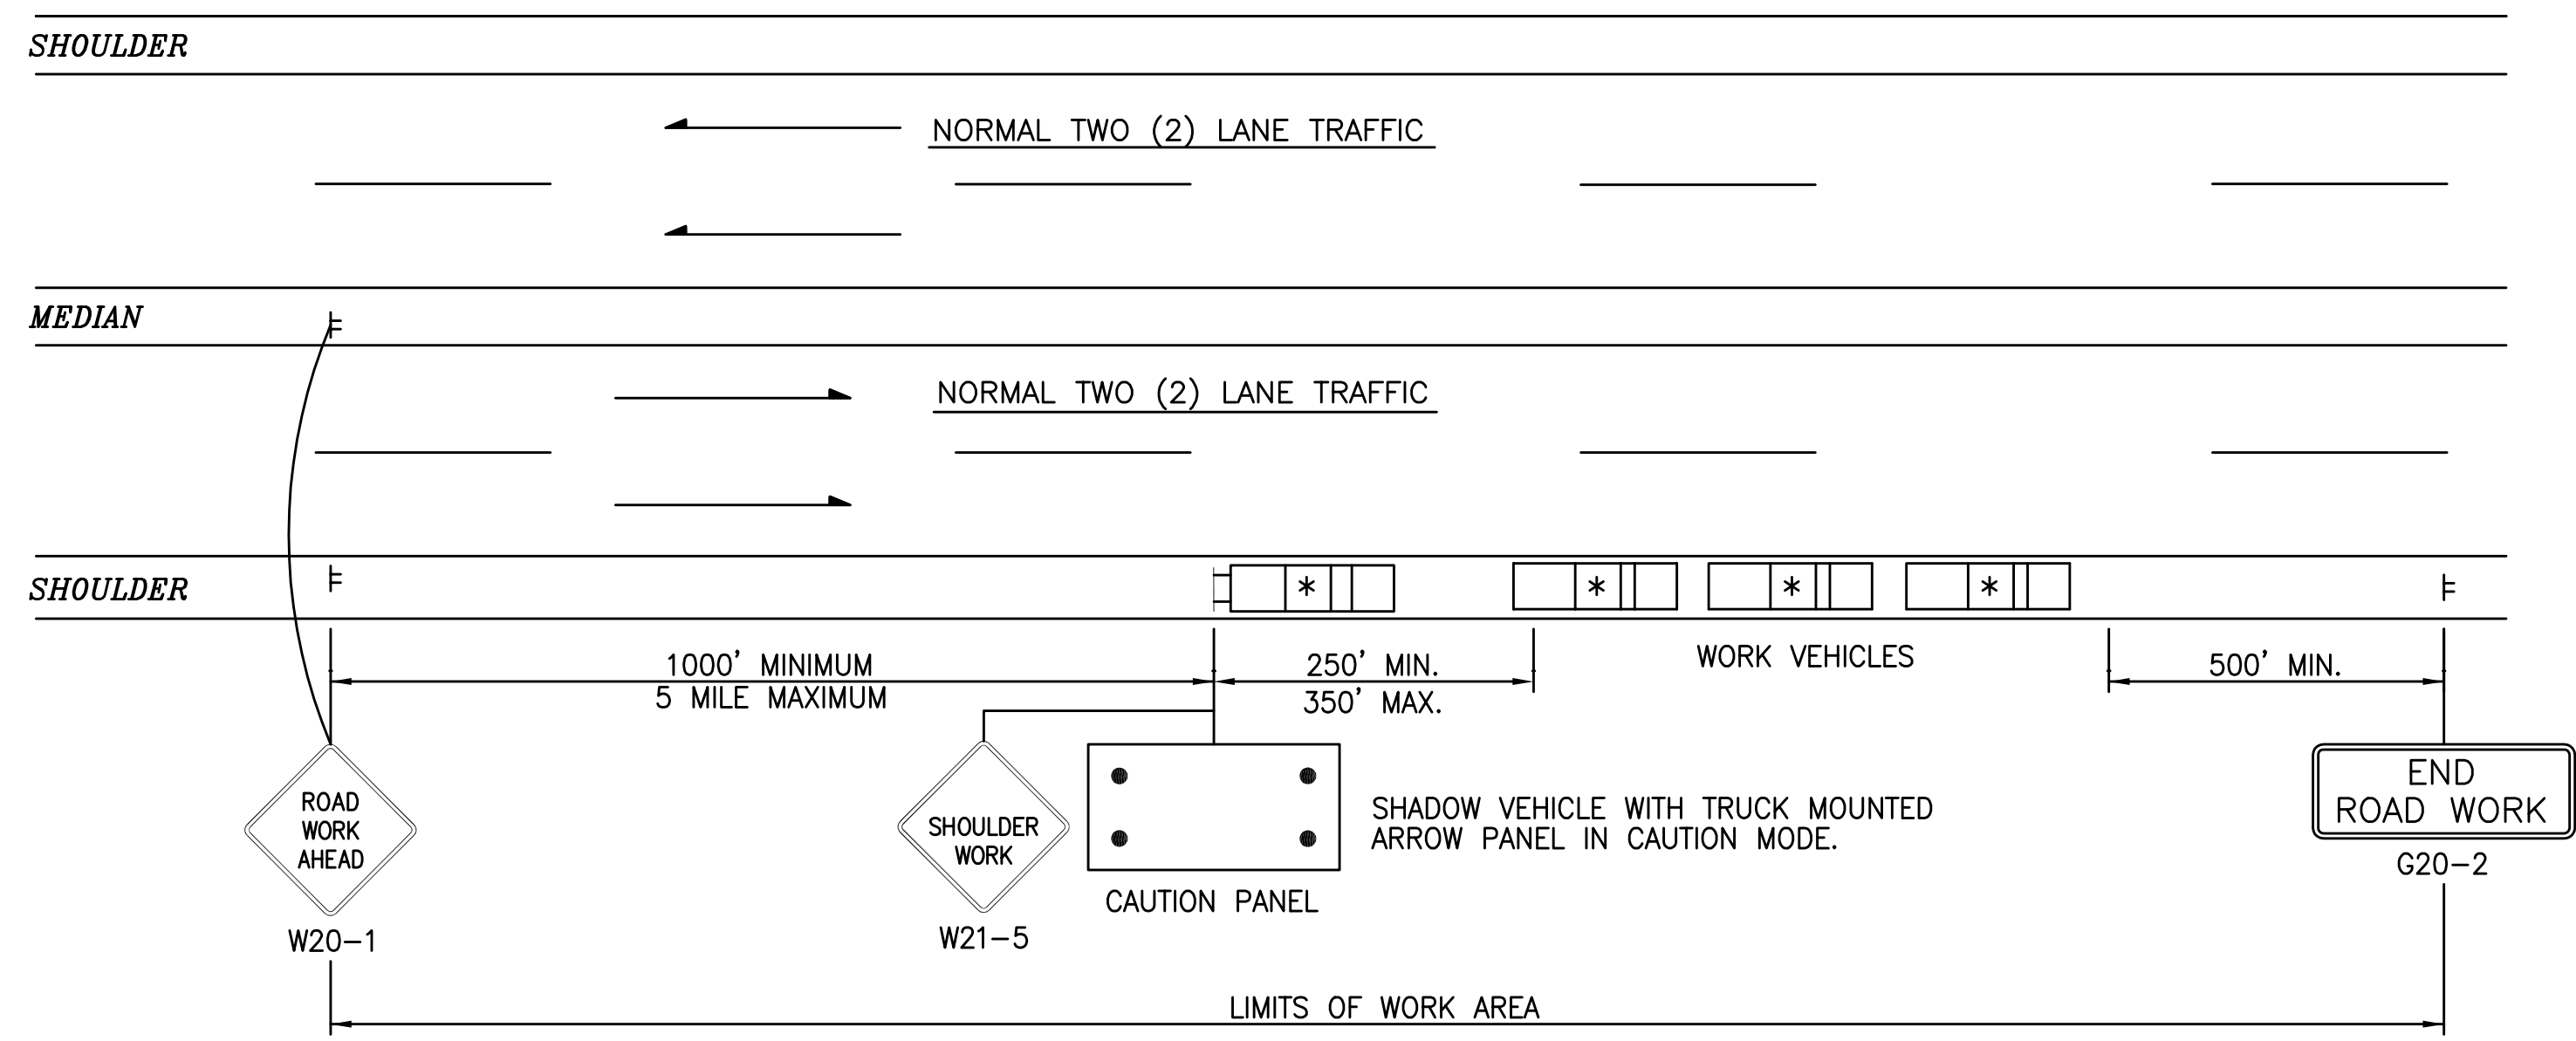 SHOULDER
NORMAL TWO (2) LANE TRAFFIC
MEDIAN
NORMAL TWO (2) LANE TRAFFIC
SHOULDER
*
*
*
*
1000' MINIMUM
5 MILE MAXIMUM
250' MIN.
350' MAX.
WORK VEHICLES
500' MIN.
ROAD
WORK
AHEAD
W20-1
SHOULDER
WORK
W21-5
CAUTION PANEL
SHADOW VEHICLE WITH TRUCK MOUNTED
ARROW PANEL IN CAUTION MODE.
END
ROAD WORK
G20-2
LIMITS OF WORK AREA